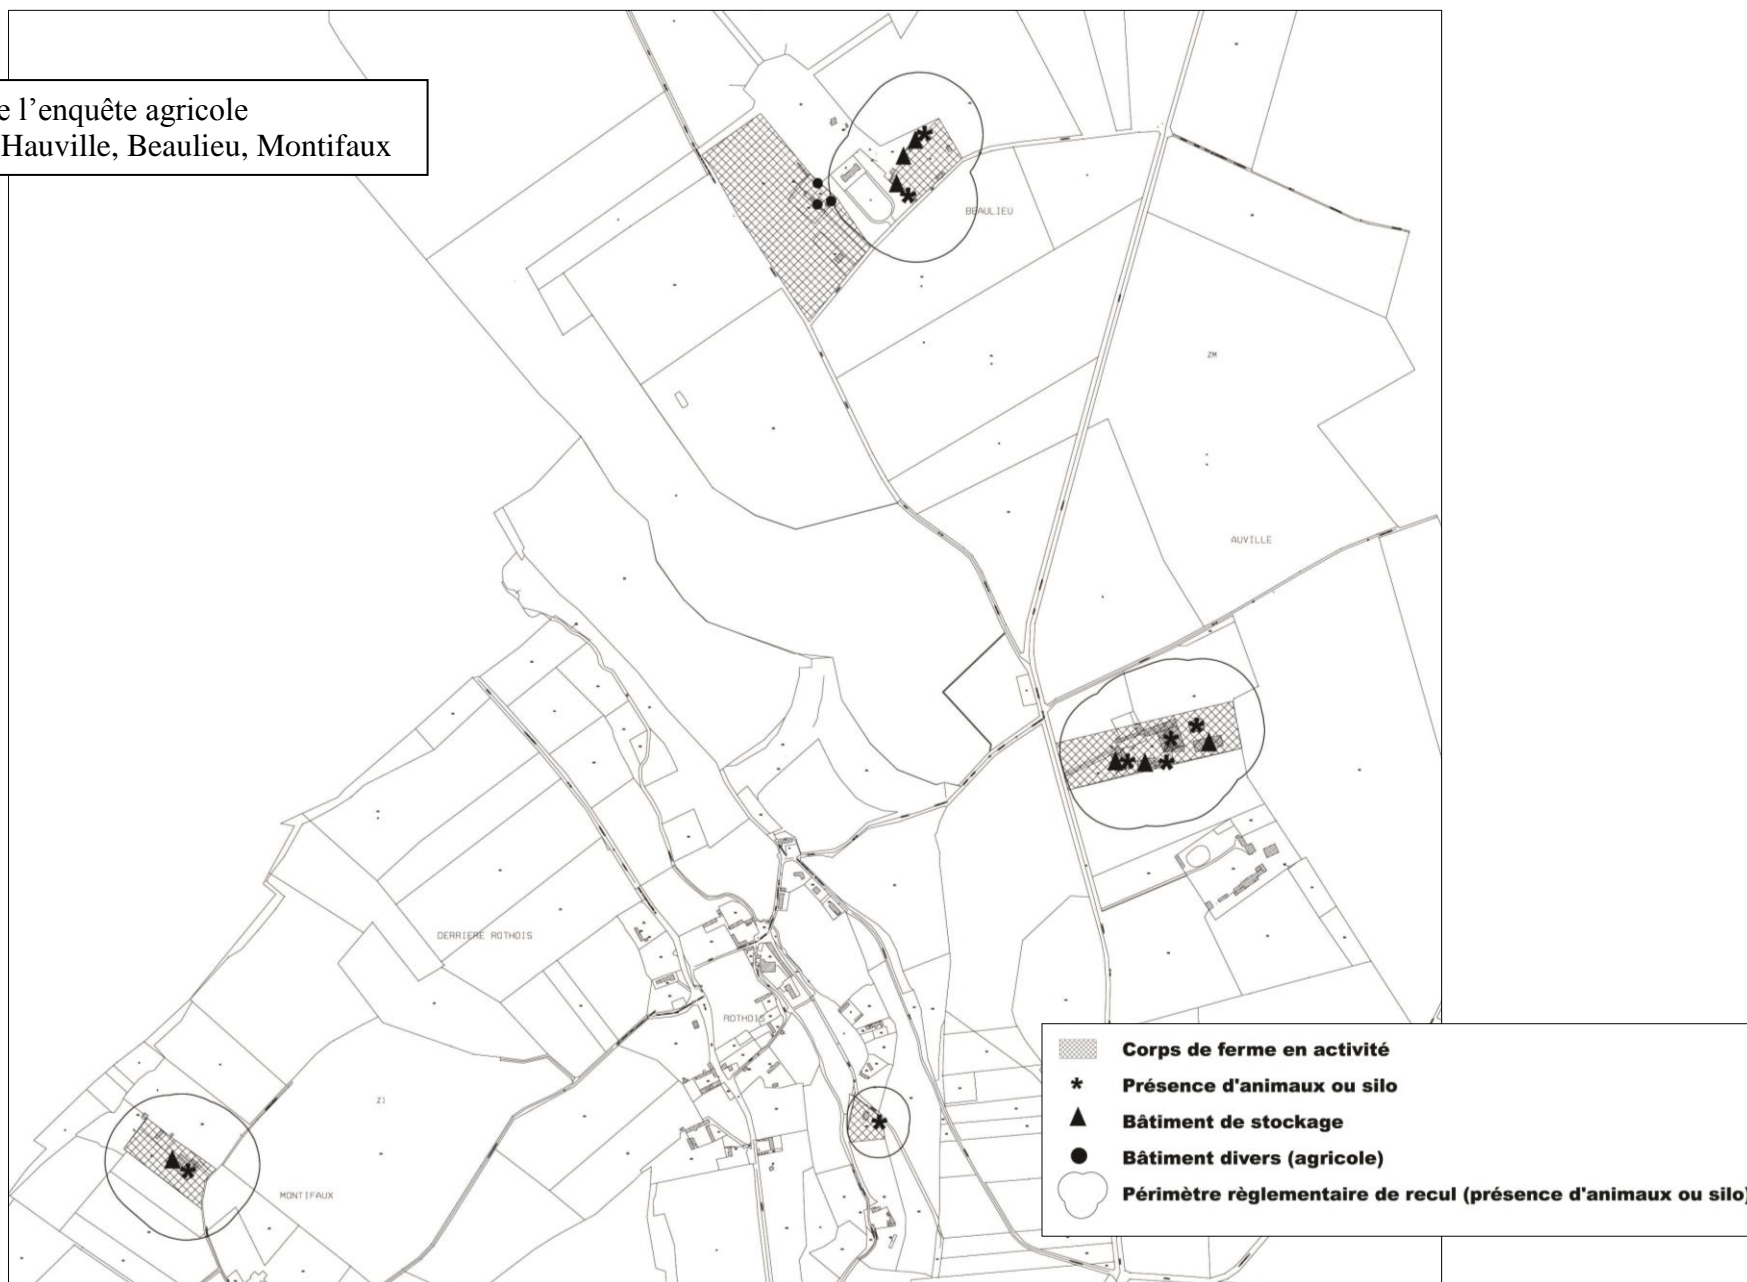 e l’enquête agricole
Hauville, Beaulieu, Montifaux
BEAULIEU
ZM
AUVILLE
DERRIERE ROTHOIS
ROTHOIS
ZI
MONTIFAUX
Corps de ferme en activité
Présence d'animaux ou silo
Bâtiment de stockage
Bâtiment divers (agricole)
Périmètre règlementaire de recul (présence d'animaux ou silo)